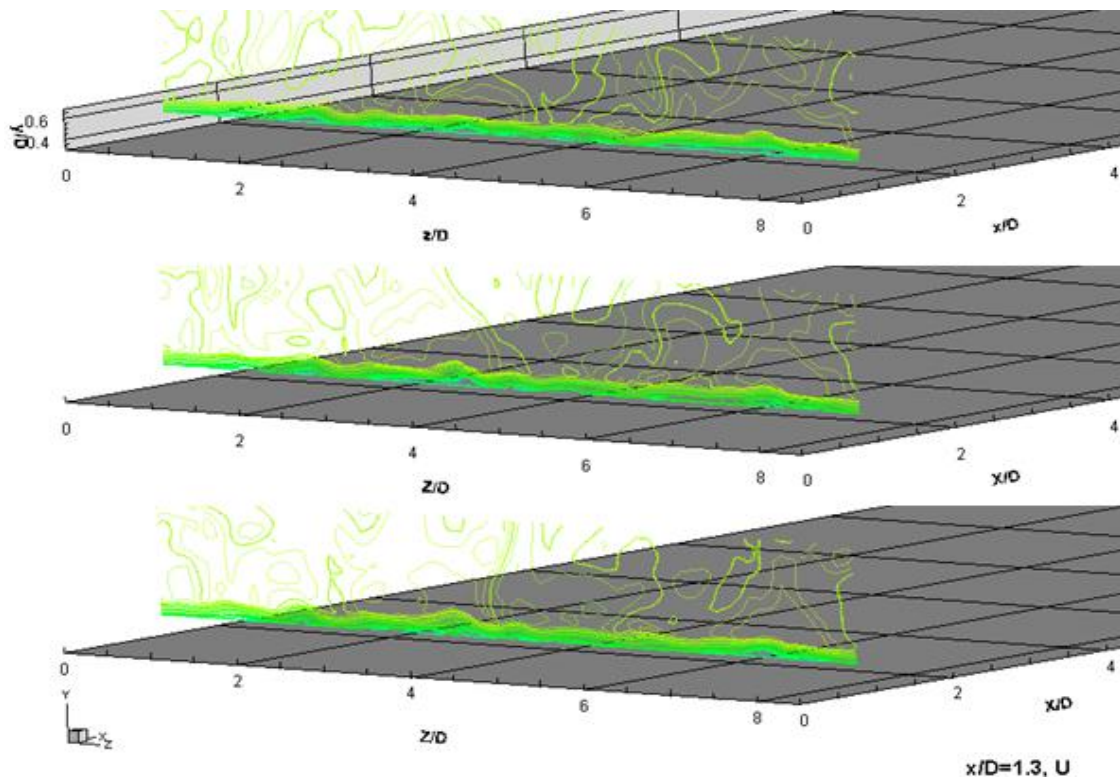 0.6
0.4
y/D
0 2 4 6 8 0 2 4
z/D x/D
0 2 4 6 8 0 2 4
Z/D X/D
0 2 4 6 8 0 2 4
Z/D X/D
Y
X
Z
x/D=1.3, U